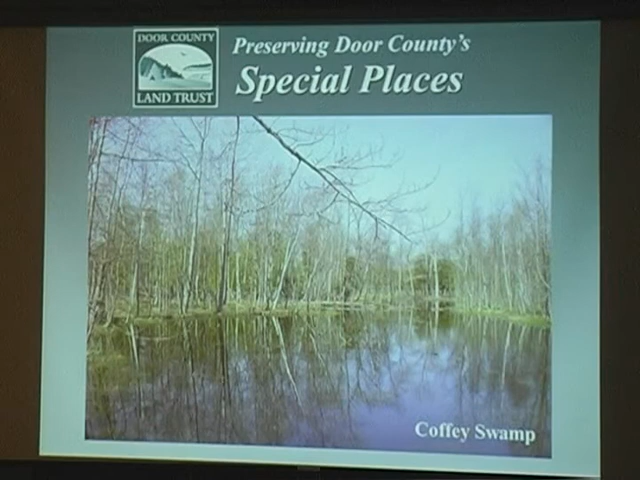 DOOR COUNTY
LAND TRUST
Preserving Door County's
Special Places
Coffey Swamp